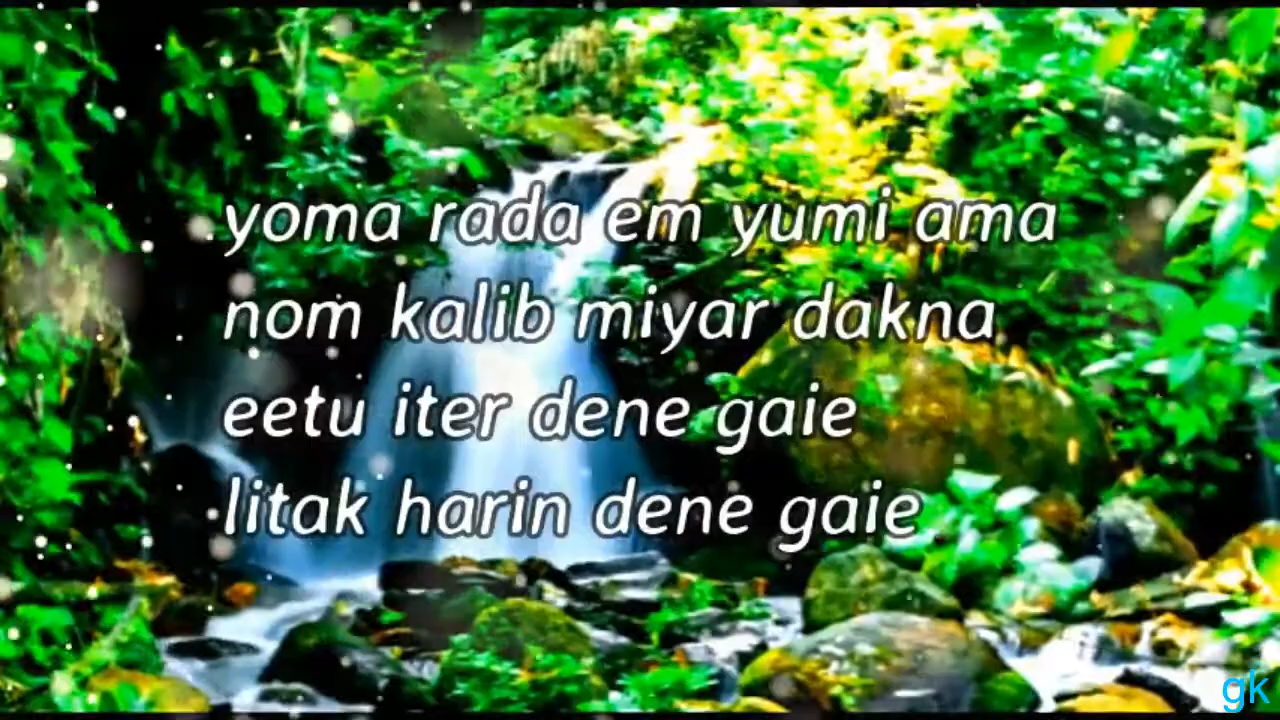 yoma rada em yumi ama
nom kalib miyar dakna
eetu iter dene gaie
litak harin dene gaie
gk